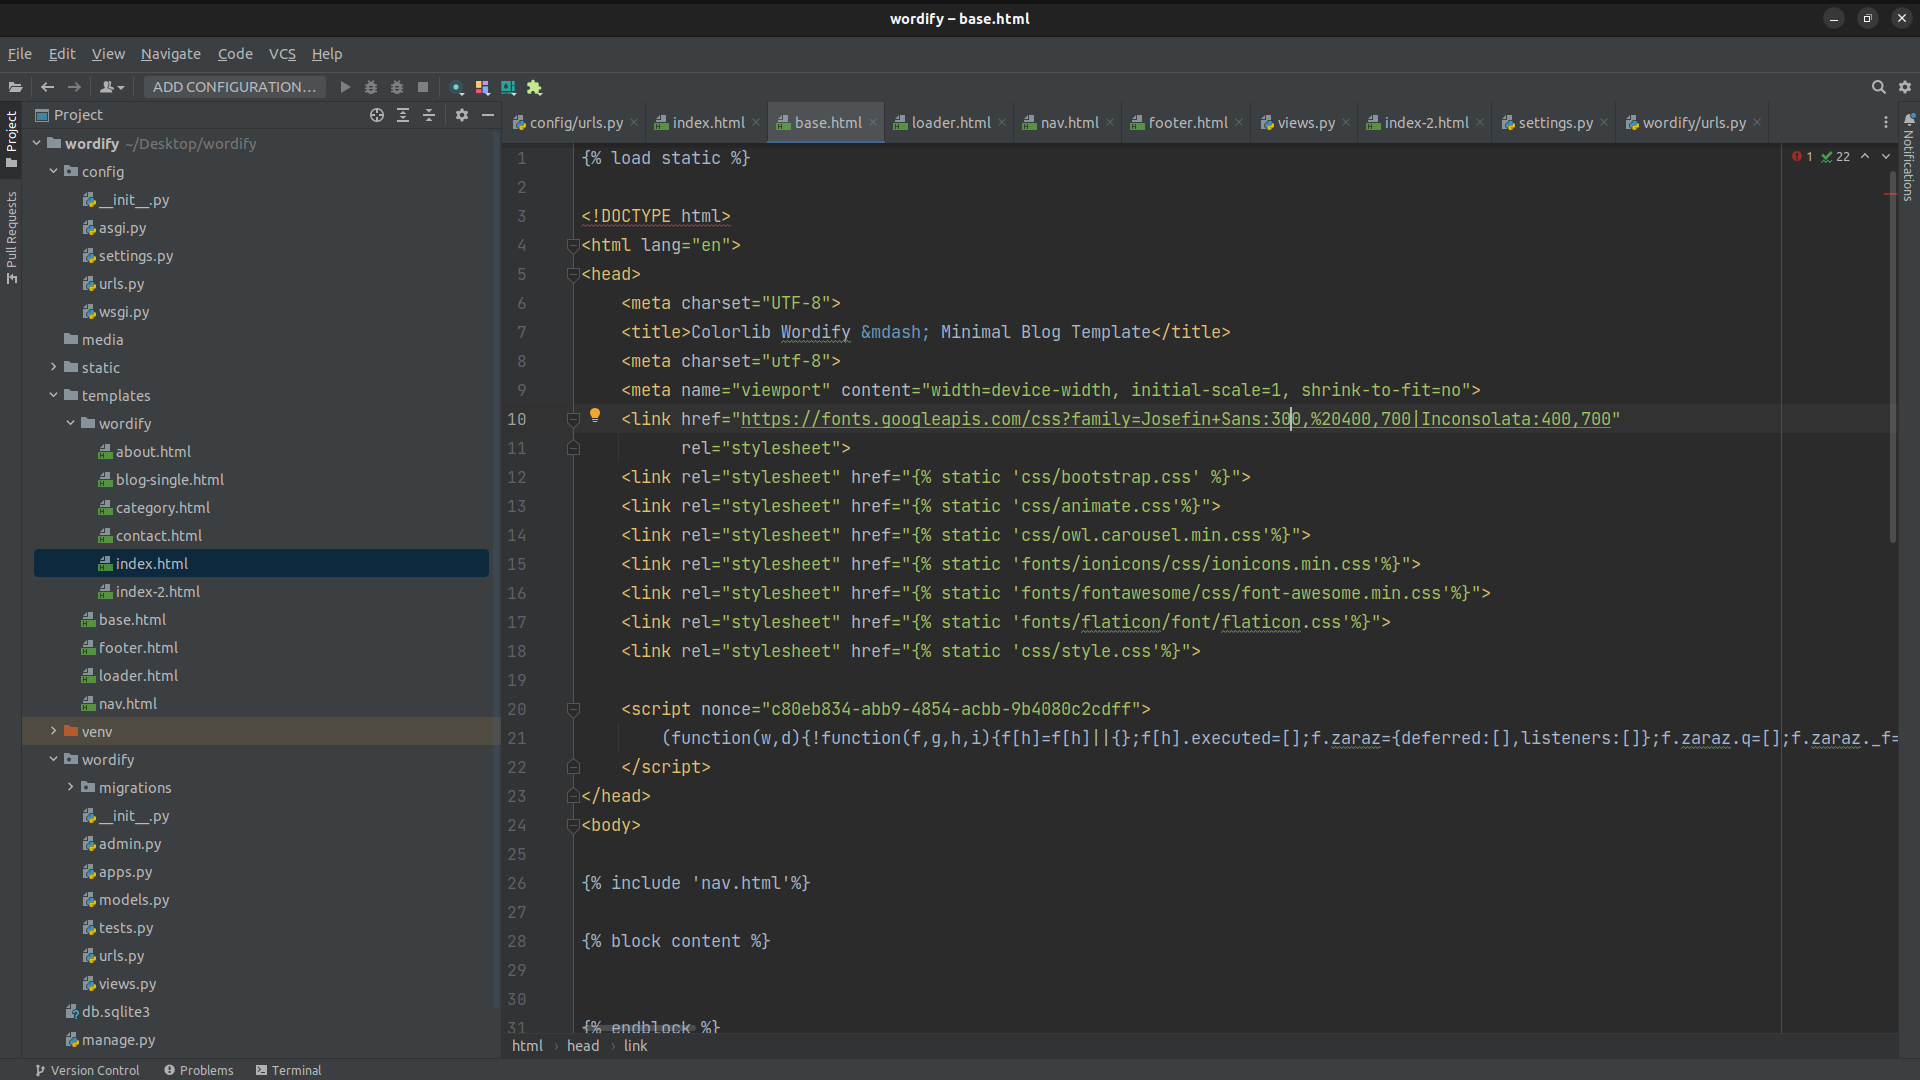 wordify – base.html
File Edit View Navigate Code VCS Help
ADD CONFIGURATION...
Project
Pull Requests
Notifications
Project
wordify ~/Desktop/wordify
config
__init__.py
asgi.py
settings.py
urls.py
wsgi.py
media
static
templates
wordify
about.html
blog-single.html
category.html
contact.html
index.html
index-2.html
base.html
footer.html
loader.html
nav.html
venv
wordify
migrations
__init__.py
admin.py
apps.py
models.py
tests.py
urls.py
views.py
db.sqlite3
manage.py
config/urls.py index.html base.html loader.html nav.html footer.html views.py index-2.html settings.py wordify/urls.py
1 22
1 {% load static %}
2
3 <!DOCTYPE html>
4 <html lang="en">
5 <head>
6 <meta charset="UTF-8">
7 <title>Colorlib Wordify &mdash; Minimal Blog Template</title>
8 <meta charset="utf-8">
9 <meta name="viewport" content="width=device-width, initial-scale=1, shrink-to-fit=no">
10 <link href="https://fonts.googleapis.com/css?family=Josefin+Sans:300,%20400,700|Inconsolata:400,700"
11 rel="stylesheet">
12 <link rel="stylesheet" href="{% static 'css/bootstrap.css' %}">
13 <link rel="stylesheet" href="{% static 'css/animate.css'%}">
14 <link rel="stylesheet" href="{% static 'css/owl.carousel.min.css'%}">
15 <link rel="stylesheet" href="{% static 'fonts/ionicons/css/ionicons.min.css'%}">
16 <link rel="stylesheet" href="{% static 'fonts/fontawesome/css/font-awesome.min.css'%}">
17 <link rel="stylesheet" href="{% static 'fonts/flaticon/font/flaticon.css'%}">
18 <link rel="stylesheet" href="{% static 'css/style.css'%}">
19
20 <script nonce="c80eb834-abb9-4854-acbb-9b4080c2cdff">
21 (function(w,d){!function(f,g,h,i){f[h]=f[h]||{};f[h].executed=[];f.zaraz={deferred:[],listeners:[]};f.zaraz.q=[];f.zaraz._f=
22 </script>
23 </head>
24 <body>
25
26 {% include 'nav.html'%}
27
28 {% block content %}
29
30
31 {% endblock %}
html › head › link
Version Control Problems Terminal